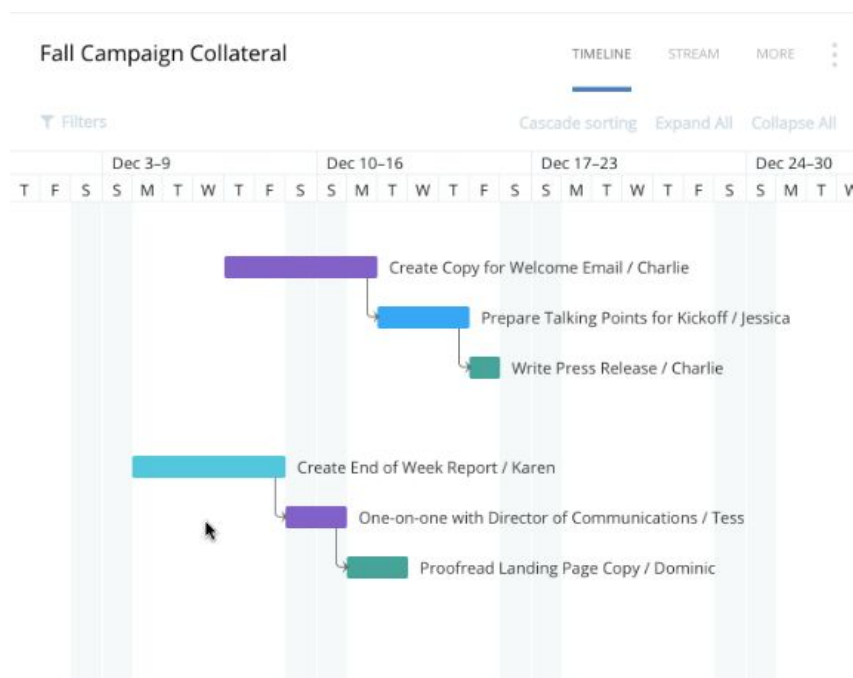 Fall Campaign Collateral TIMELINE STREAM MORE
Filters Cascade sorting Expand All Collapse All
Dec 3–9 Dec 10–16 Dec 17–23 Dec 24–30
T F S S M T W T F S S M T W T F S S M T W T F S S M T W
Create Copy for Welcome Email / Charlie
Prepare Talking Points for Kickoff / Jessica
Write Press Release / Charlie
Create End of Week Report / Karen
One-on-one with Director of Communications / Tess
Proofread Landing Page Copy / Dominic